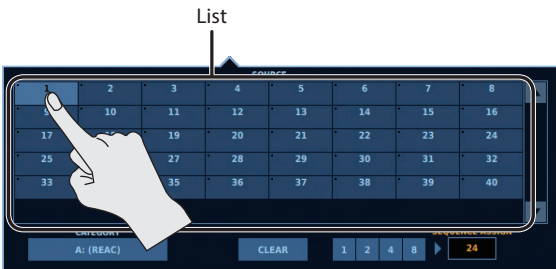 List
SOURCE
1 2 3 4 5 6 7 8
9 10 11 12 13 14 15 16
17 19 20 21 22 23 24
25 27 28 29 30 31 32
33 35 36 37 38 39 40
CATEGORY SEQUENCE ASSIGN
A: (REAC) CLEAR 1 2 4 8 24